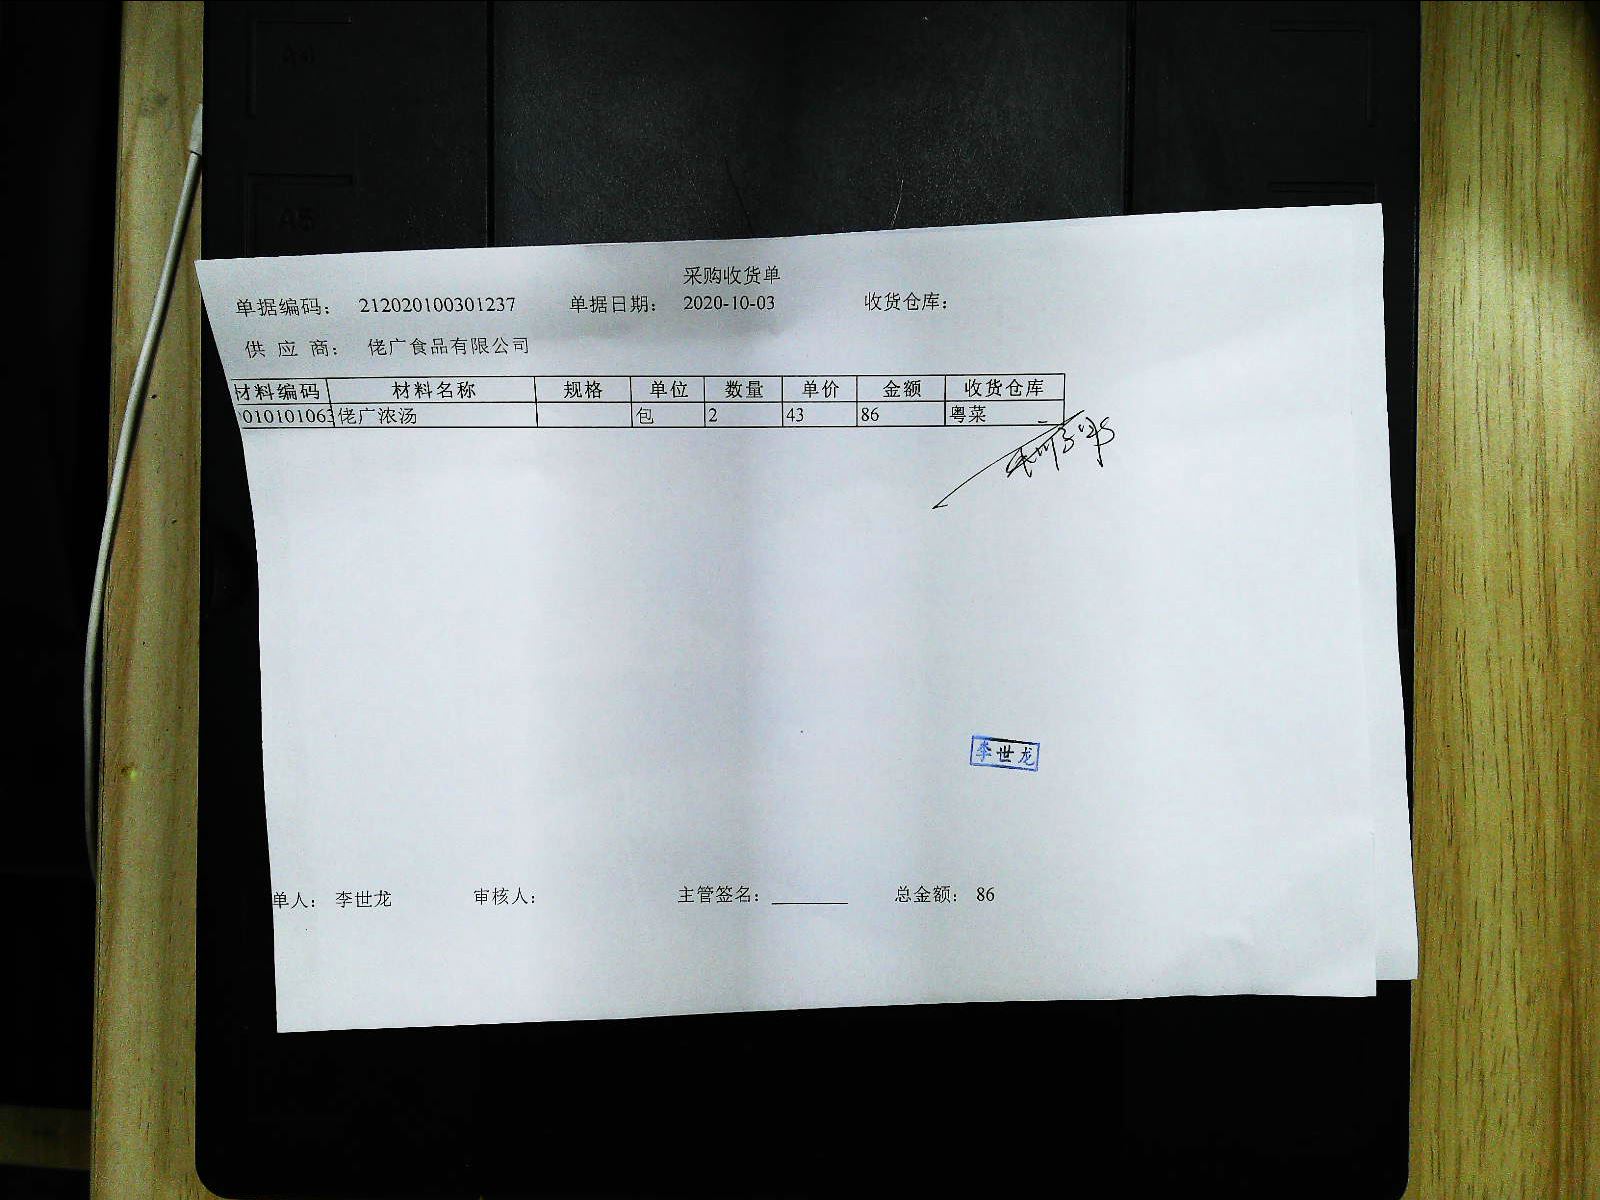 采购收货单
单据编码： 212020100301237 单据日期： 2020-10-03 收货仓库：
供 应 商： 佬广食品有限公司
材料编码 材料名称 规格 单位 数量 单价 金额 收货仓库
010101063 佬广浓汤 包 2 43 86 粤菜
李世龙
单人： 李世龙 审核人： 主管签名： ________ 总金额： 86